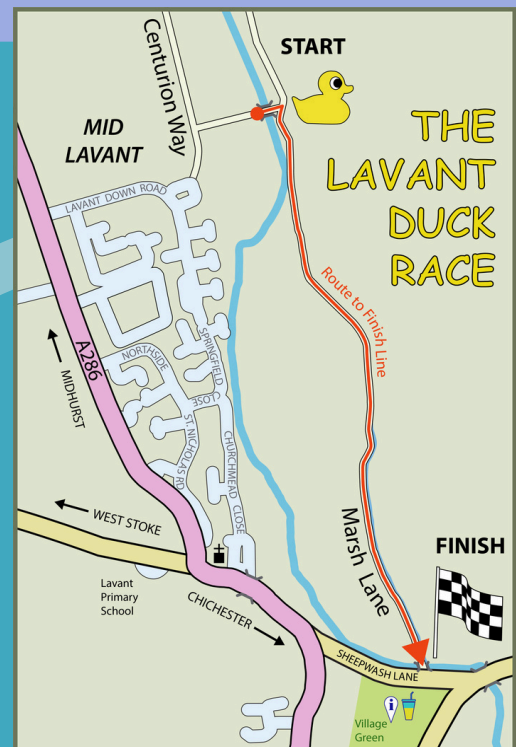 START
Centurion Way
MID
LAVANT
THE
LAVANT
DUCK
RACE
LAVANT DOWN ROAD
Route to Finish Line
A286
MIDHURST
NORTHSIDE
SPRINGFIELD
CLOSE
ST. NICHOLAS RD
CHURCHMEAD CLOSE
WEST STOKE
Marsh Lane
FINISH
Lavant
Primary
School
CHICHESTER
SHEEPWASH LANE
i
Village
Green